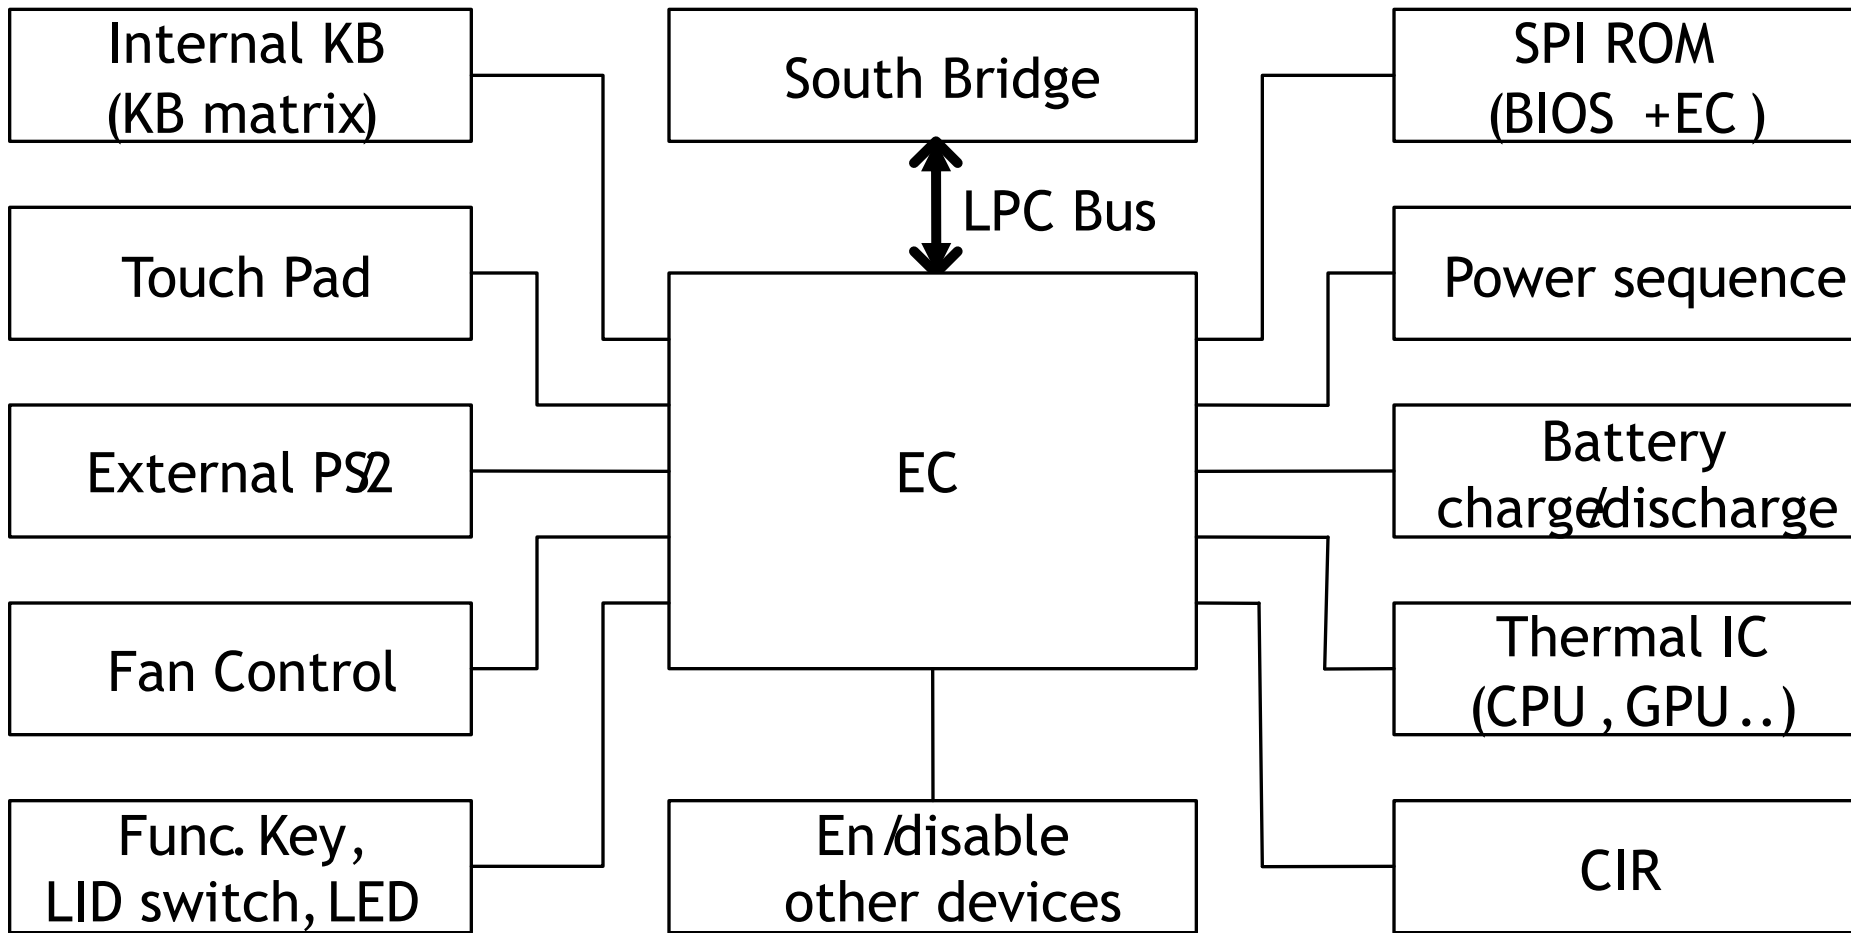 Internal KB
(KB matrix)
South Bridge
SPI ROM
(BIOS +EC )
LPC Bus
Touch Pad
Power sequence
External PS/2
EC
Battery
charge/discharge
Fan Control
Thermal IC
(CPU , GPU ..)
Func. Key,
LID switch, LED
En/disable
other devices
CIR